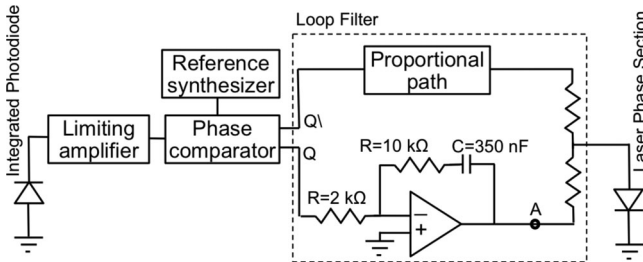 Loop Filter
Integrated Photodiode
Reference
synthesizer
Proportional
path
Laser Phase Section
Limiting
amplifier
Phase
comparator
Q\
Q
R=10 kΩ
C=350 nF
R=2 kΩ
−
+
A